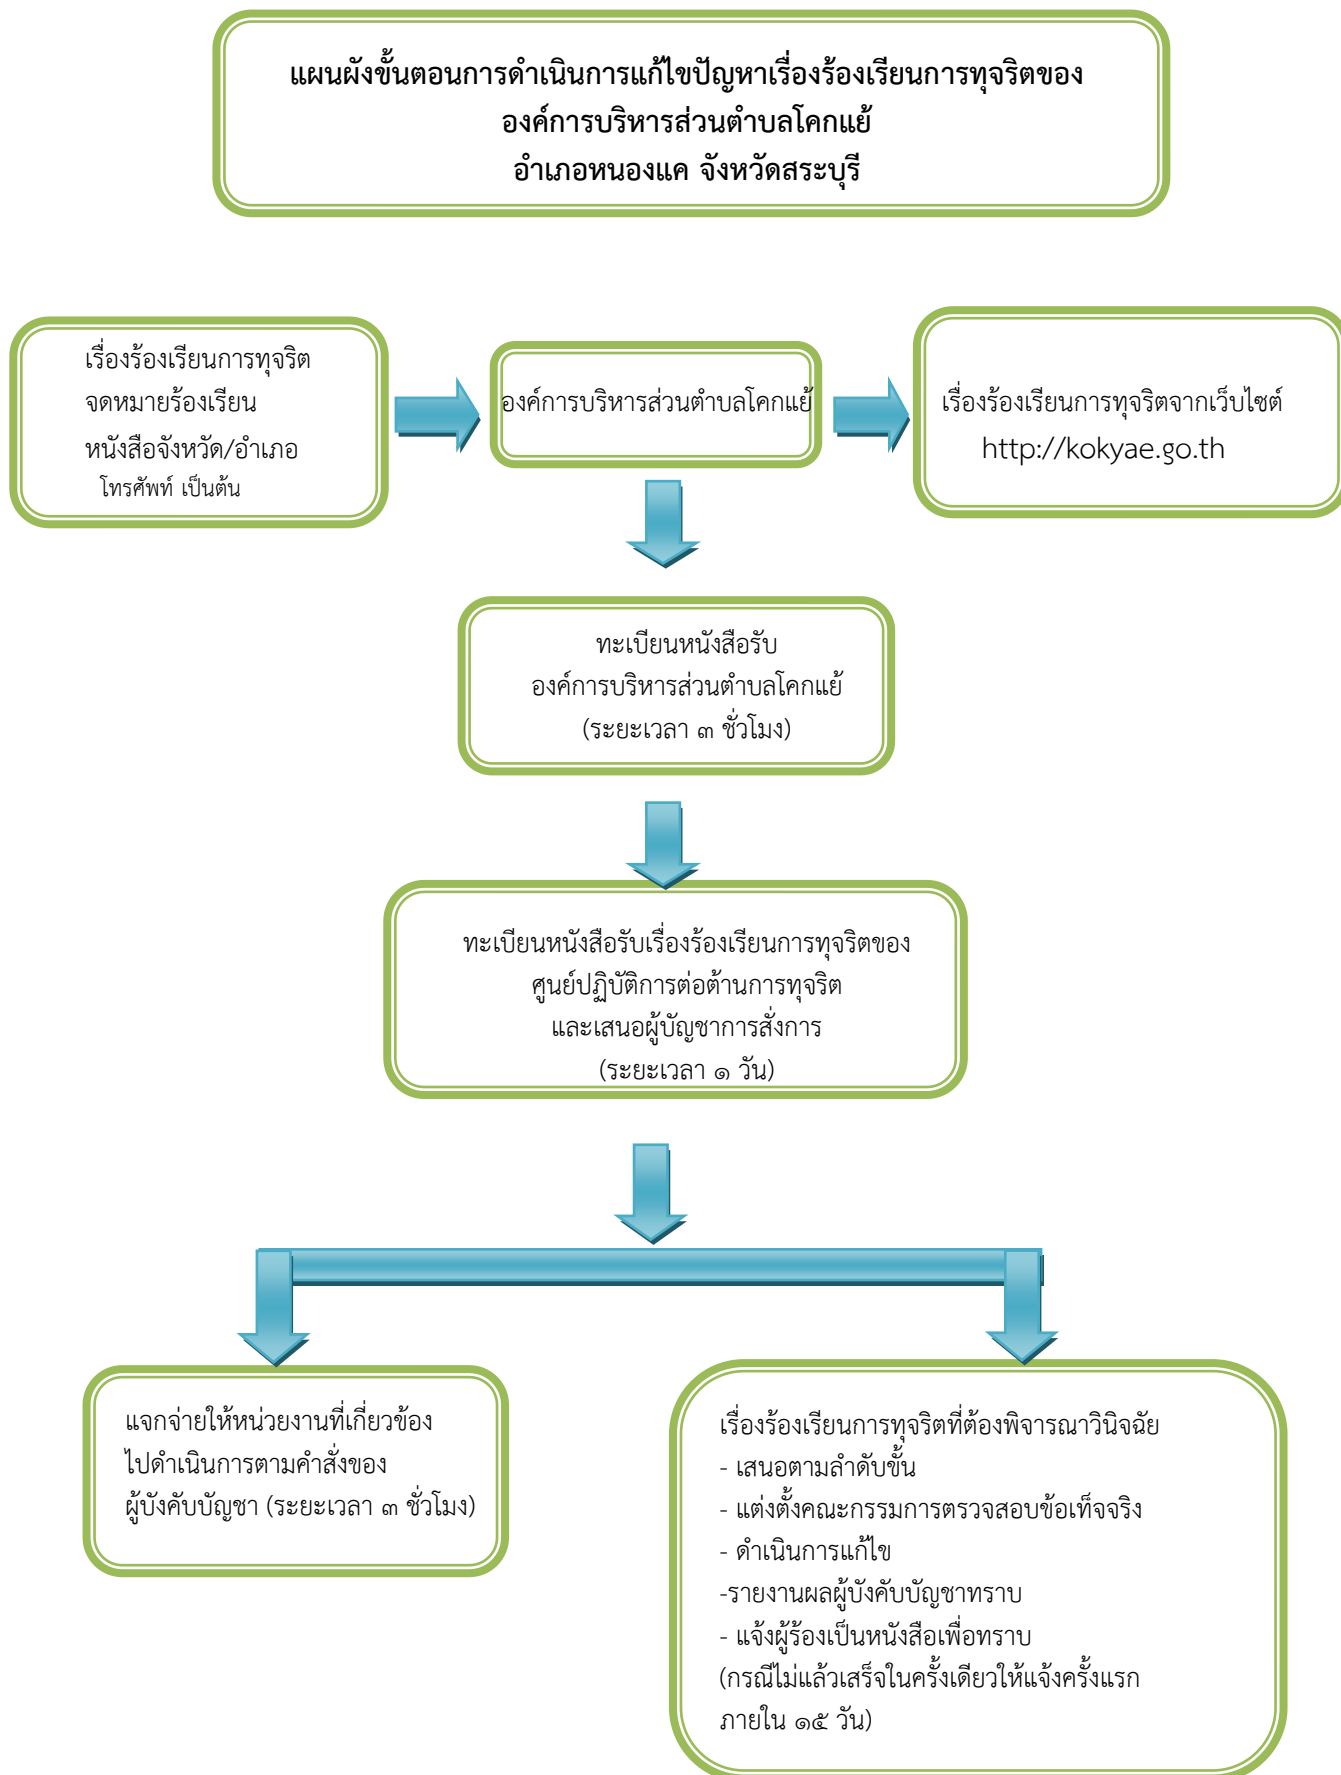 แผนผังขั้นตอนการดำเนินการแก้ไขปัญหาเรื่องร้องเรียนการทุจริตของ
องค์การบริหารส่วนตำบลโคกแย้
อำเภอหนองแค จังหวัดสระบุรี
เรื่องร้องเรียนการทุจริต
จดหมายร้องเรียน
หนังสือจังหวัด/อำเภอ
โทรศัพท์ เป็นต้น
องค์การบริหารส่วนตำบลโคกแย้
เรื่องร้องเรียนการทุจริตจากเว็บไซต์
http://kokyae.go.th
ทะเบียนหนังสือรับ
องค์การบริหารส่วนตำบลโคกแย้
(ระยะเวลา ๓ ชั่วโมง)
ทะเบียนหนังสือรับเรื่องร้องเรียนการทุจริตของ
ศูนย์ปฏิบัติการต่อต้านการทุจริต
และเสนอผู้บัญชาการสั่งการ
(ระยะเวลา ๑ วัน)
แจกจ่ายให้หน่วยงานที่เกี่ยวข้อง
ไปดำเนินการตามคำสั่งของ
ผู้บังคับบัญชา (ระยะเวลา ๓ ชั่วโมง)
เรื่องร้องเรียนการทุจริตที่ต้องพิจารณาวินิจฉัย
- เสนอตามลำดับขั้น
- แต่งตั้งคณะกรรมการตรวจสอบข้อเท็จจริง
- ดำเนินการแก้ไข
-รายงานผลผู้บังคับบัญชาทราบ
- แจ้งผู้ร้องเป็นหนังสือเพื่อทราบ
(กรณีไม่แล้วเสร็จในครั้งเดียวให้แจ้งครั้งแรก
ภายใน ๑๕ วัน)